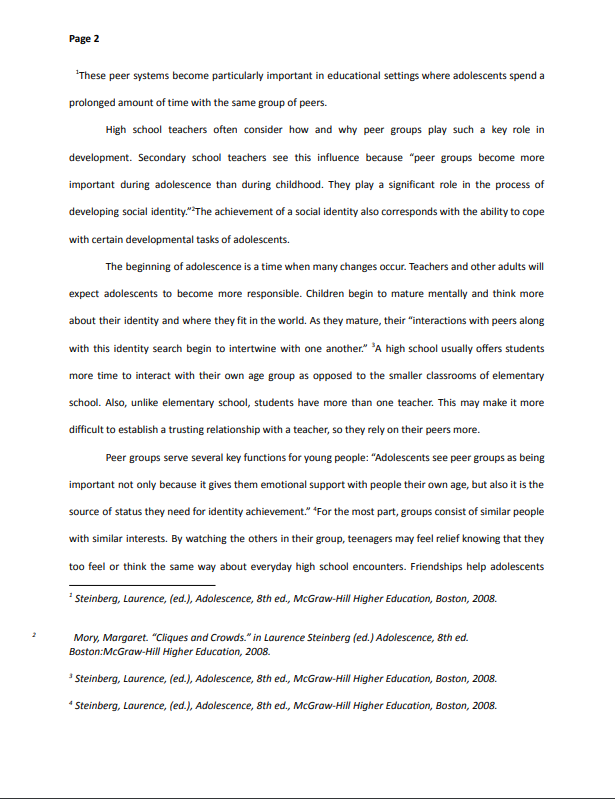 Page 2
¹These peer systems become particularly important in educational settings where adolescents spend a
prolonged amount of time with the same group of peers.
High school teachers often consider how and why peer groups play such a key role in
development. Secondary school teachers see this influence because “peer groups become more
important during adolescence than during childhood. They play a significant role in the process of
developing social identity.”²The achievement of a social identity also corresponds with the ability to cope
with certain developmental tasks of adolescents.
The beginning of adolescence is a time when many changes occur. Teachers and other adults will
expect adolescents to become more responsible. Children begin to mature mentally and think more
about their identity and where they fit in the world. As they mature, their “interactions with peers along
with this identity search begin to intertwine with one another.” ³A high school usually offers students
more time to interact with their own age group as opposed to the smaller classrooms of elementary
school. Also, unlike elementary school, students have more than one teacher. This may make it more
difficult to establish a trusting relationship with a teacher, so they rely on their peers more.
Peer groups serve several key functions for young people: “Adolescents see peer groups as being
important not only because it gives them emotional support with people their own age, but also it is the
source of status they need for identity achievement.” ⁴For the most part, groups consist of similar people
with similar interests. By watching the others in their group, teenagers may feel relief knowing that they
too feel or think the same way about everyday high school encounters. Friendships help adolescents
¹ Steinberg, Laurence, (ed.), Adolescence, 8th ed., McGraw-Hill Higher Education, Boston, 2008.
² Mory, Margaret. “Cliques and Crowds.” in Laurence Steinberg (ed.) Adolescence, 8th ed.
Boston:McGraw-Hill Higher Education, 2008.
³ Steinberg, Laurence, (ed.), Adolescence, 8th ed., McGraw-Hill Higher Education, Boston, 2008.
⁴ Steinberg, Laurence, (ed.), Adolescence, 8th ed., McGraw-Hill Higher Education, Boston, 2008.